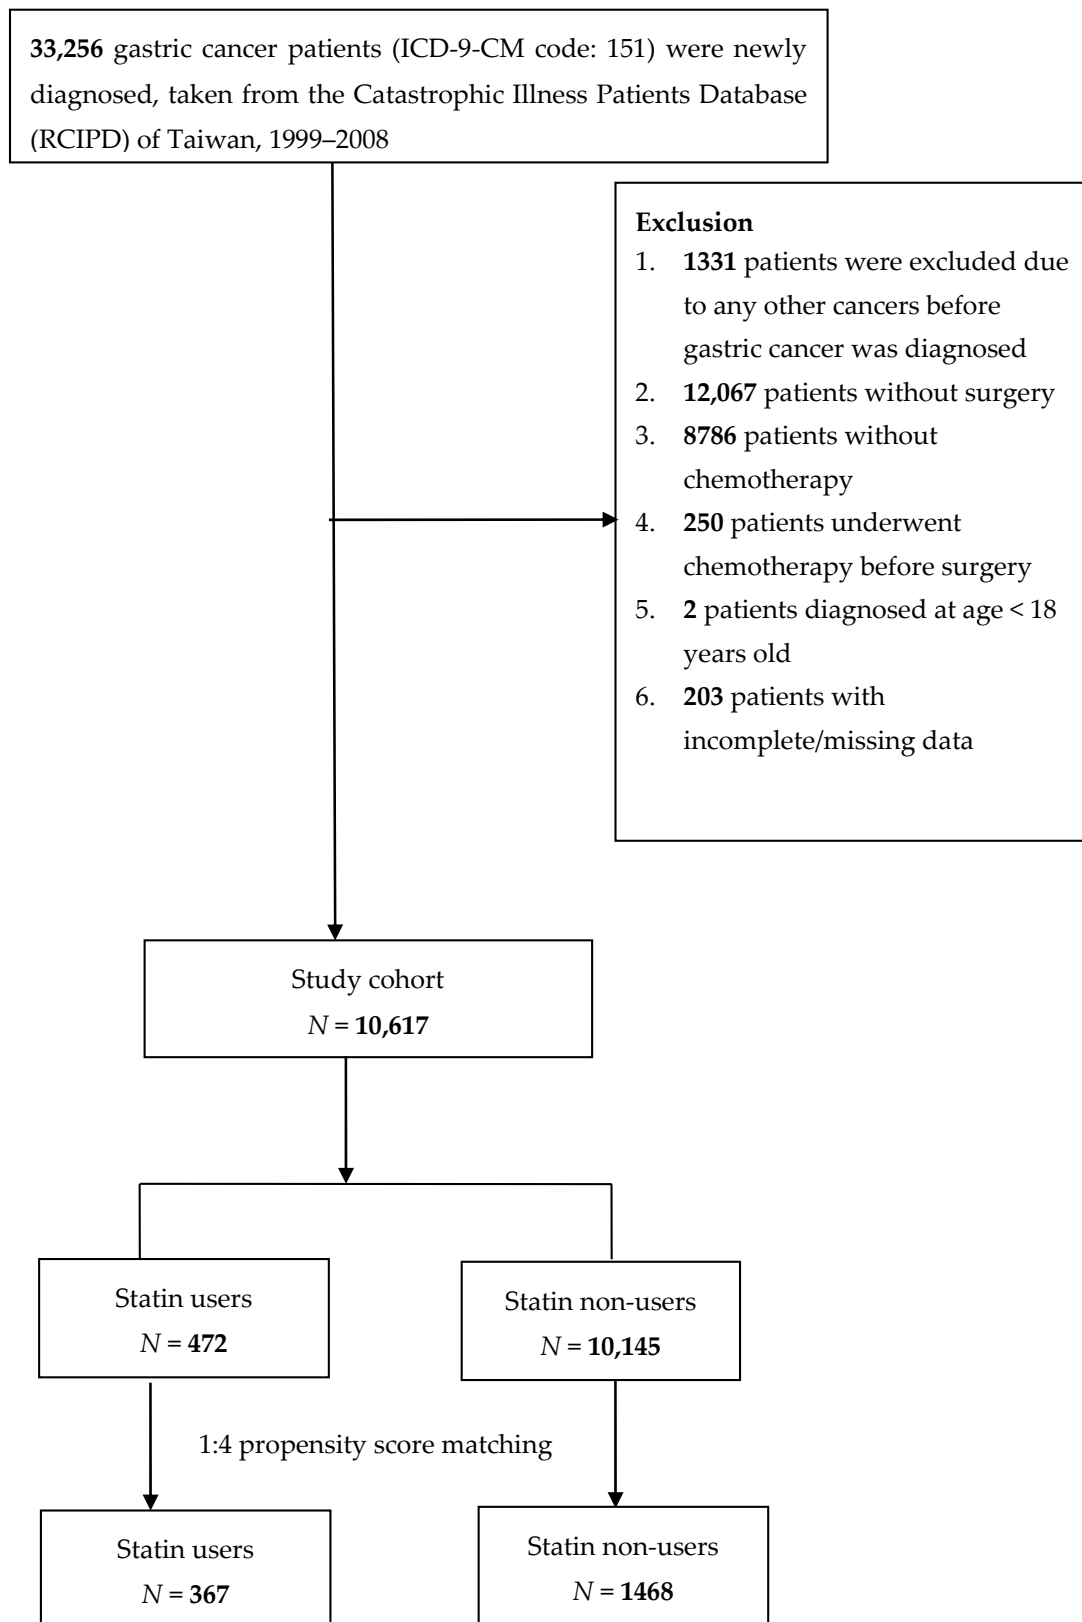 33,256 gastric cancer patients (ICD-9-CM code: 151) were newly
diagnosed, taken from the Catastrophic Illness Patients Database
(RCIPD) of Taiwan, 1999–2008
Exclusion
1. 1331 patients were excluded due
to any other cancers before
gastric cancer was diagnosed
2. 12,067 patients without surgery
3. 8786 patients without
chemotherapy
4. 250 patients underwent
chemotherapy before surgery
5. 2 patients diagnosed at age < 18
years old
6. 203 patients with
incomplete/missing data
Study cohort
N = 10,617
Statin users
N = 472
Statin non-users
N = 10,145
1:4 propensity score matching
Statin users
N = 367
Statin non-users
N = 1468